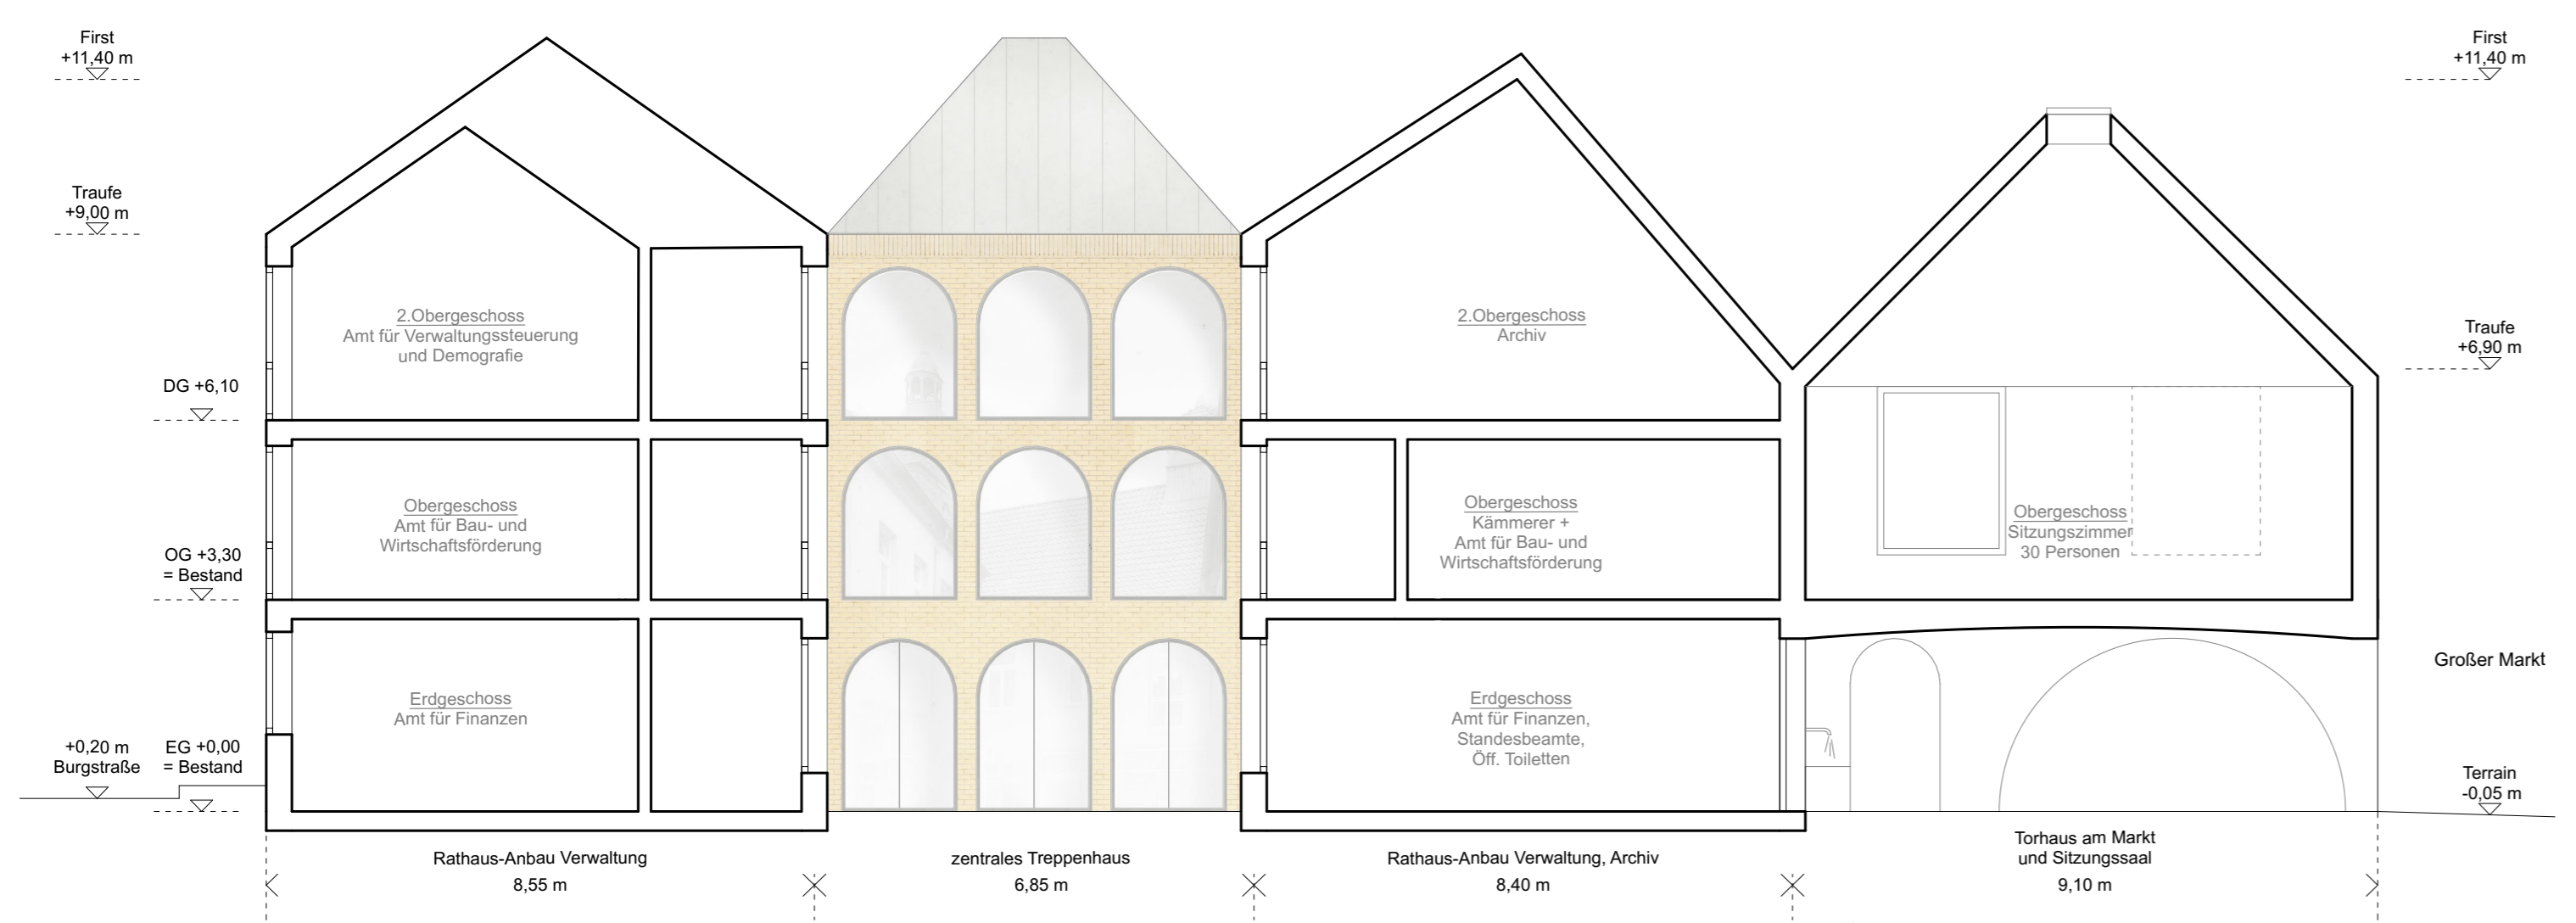 First
+11,40 m
Traufe
+9,00 m
DG +6,10
OG +3,30
= Bestand
+0,20 m
Burgstraße
EG +0,00
= Bestand
2.Obergeschoss
Amt für Verwaltungssteuerung
und Demografie
Obergeschoss
Amt für Bau- und
Wirtschaftsförderung
Erdgeschoss
Amt für Finanzen
2.Obergeschoss
Archiv
Obergeschoss
Kämmerer +
Amt für Bau- und
Wirtschaftsförderung
Erdgeschoss
Amt für Finanzen,
Standesbeamte,
Öff. Toiletten
Obergeschoss
Sitzungszimmer
30 Personen
First
+11,40 m
Traufe
+6,90 m
Großer Markt
Terrain
-0,05 m
Rathaus-Anbau Verwaltung
8,55 m
zentrales Treppenhaus
6,85 m
Rathaus-Anbau Verwaltung, Archiv
8,40 m
Torhaus am Markt
und Sitzungssaal
9,10 m